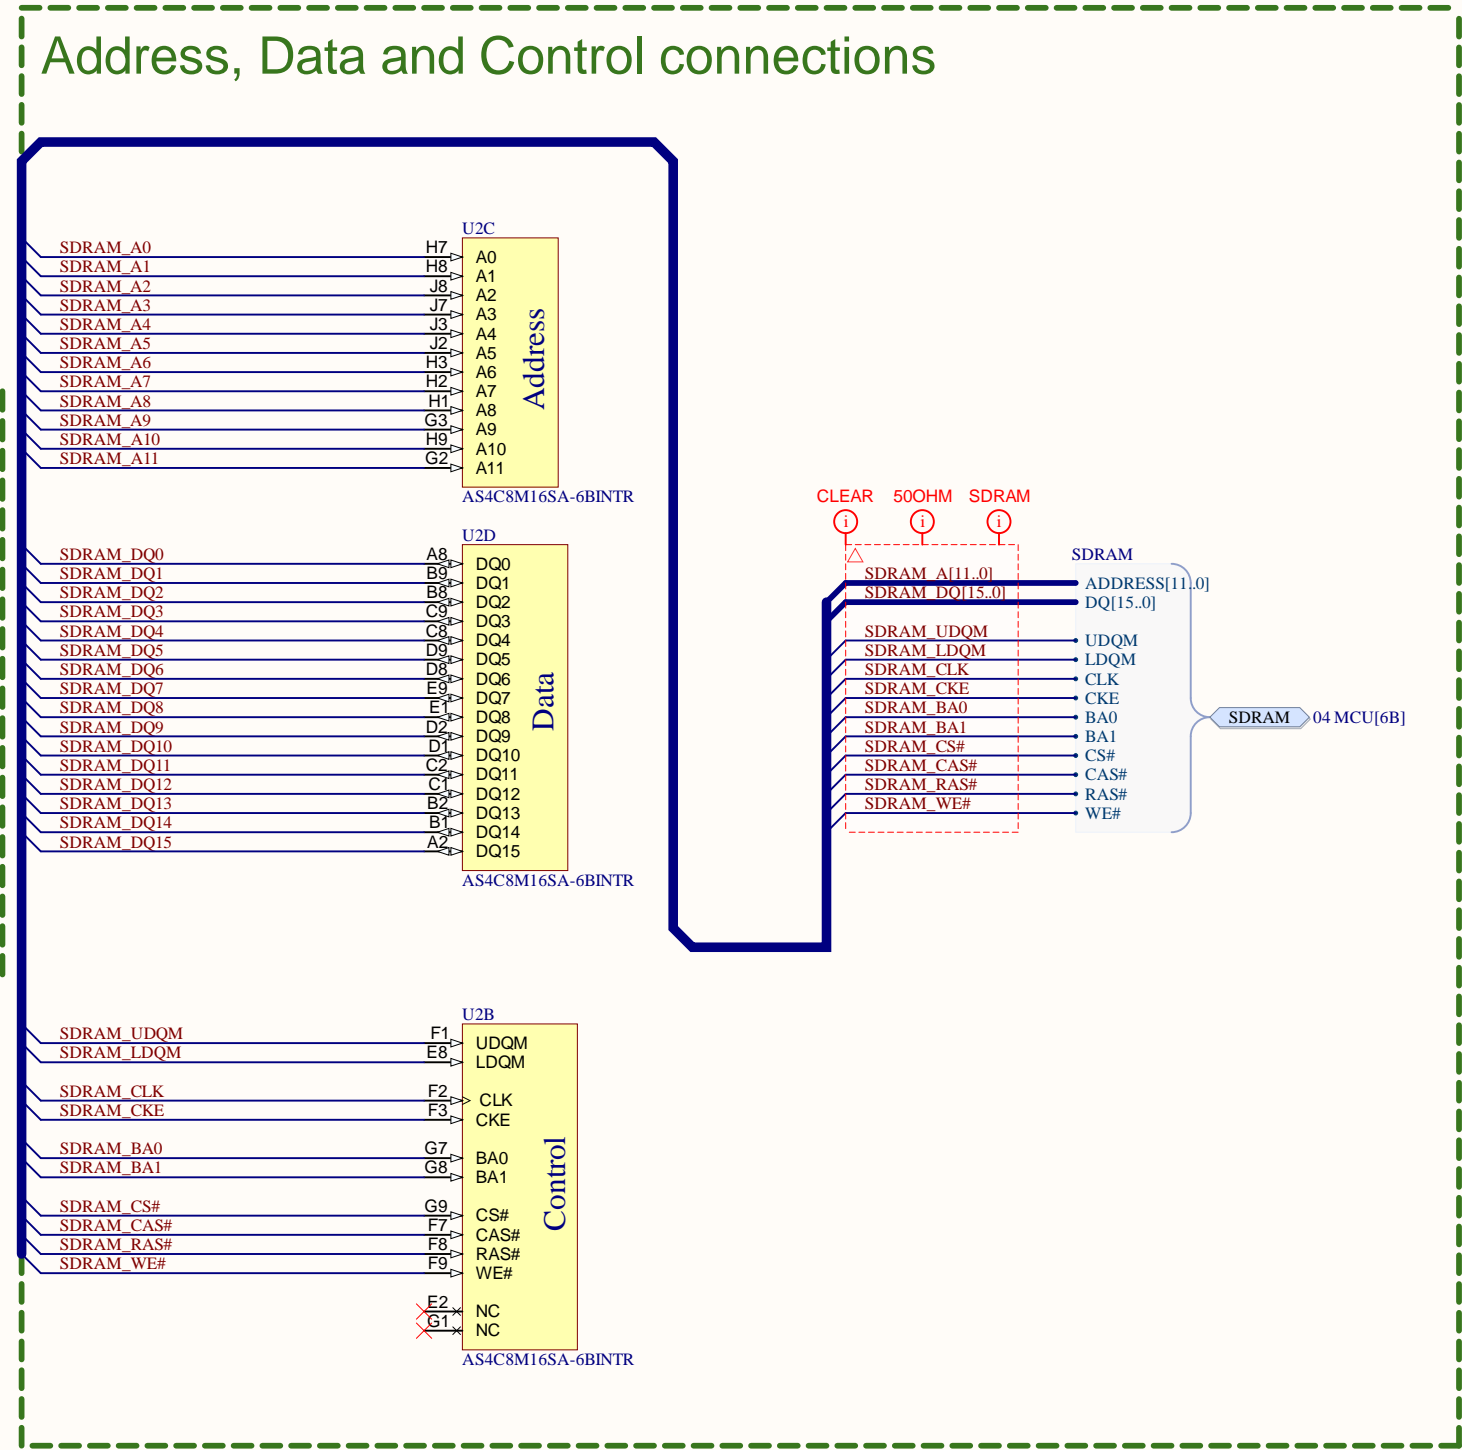 Address, Data and Control connections
U2C
SDRAM_A0 H7 A0
SDRAM_A1 H8 A1
SDRAM_A2 J8 A2
SDRAM_A3 J7 A3
SDRAM_A4 J3 A4
SDRAM_A5 J2 A5
SDRAM_A6 H3 A6
SDRAM_A7 H2 A7
SDRAM_A8 H1 A8
SDRAM_A9 G3 A9
SDRAM_A10 H9 A10
SDRAM_A11 G2 A11
Address
AS4C8M16SA-6BINTR
U2D
SDRAM_DQ0 A8 DQ0
SDRAM_DQ1 B9 DQ1
SDRAM_DQ2 B8 DQ2
SDRAM_DQ3 C9 DQ3
SDRAM_DQ4 C8 DQ4
SDRAM_DQ5 D9 DQ5
SDRAM_DQ6 D8 DQ6
SDRAM_DQ7 E9 DQ7
SDRAM_DQ8 E1 DQ8
SDRAM_DQ9 D2 DQ9
SDRAM_DQ10 D1 DQ10
SDRAM_DQ11 C2 DQ11
SDRAM_DQ12 C1 DQ12
SDRAM_DQ13 B2 DQ13
SDRAM_DQ14 B1 DQ14
SDRAM_DQ15 A2 DQ15
Data
AS4C8M16SA-6BINTR
U2B
SDRAM_UDQM F1 UDQM
SDRAM_LDQM E8 LDQM
SDRAM_CLK F2 CLK
SDRAM_CKE F3 CKE
SDRAM_BA0 G7 BA0
SDRAM_BA1 G8 BA1
SDRAM_CS# G9 CS#
SDRAM_CAS# F7 CAS#
SDRAM_RAS# F8 RAS#
SDRAM_WE# F9 WE#
E2 NC
G1 NC
Control
AS4C8M16SA-6BINTR
CLEAR 50OHM SDRAM
i i i
SDRAM
SDRAM_A[11..0] ADDRESS[11..0]
SDRAM_DQ[15..0] DQ[15..0]
SDRAM_UDQM UDQM
SDRAM_LDQM LDQM
SDRAM_CLK CLK
SDRAM_CKE CKE
SDRAM_BA0 BA0
SDRAM_BA1 BA1
SDRAM_CS# CS#
SDRAM_CAS# CAS#
SDRAM_RAS# RAS#
SDRAM_WE# WE#
SDRAM 04 MCU[6B]